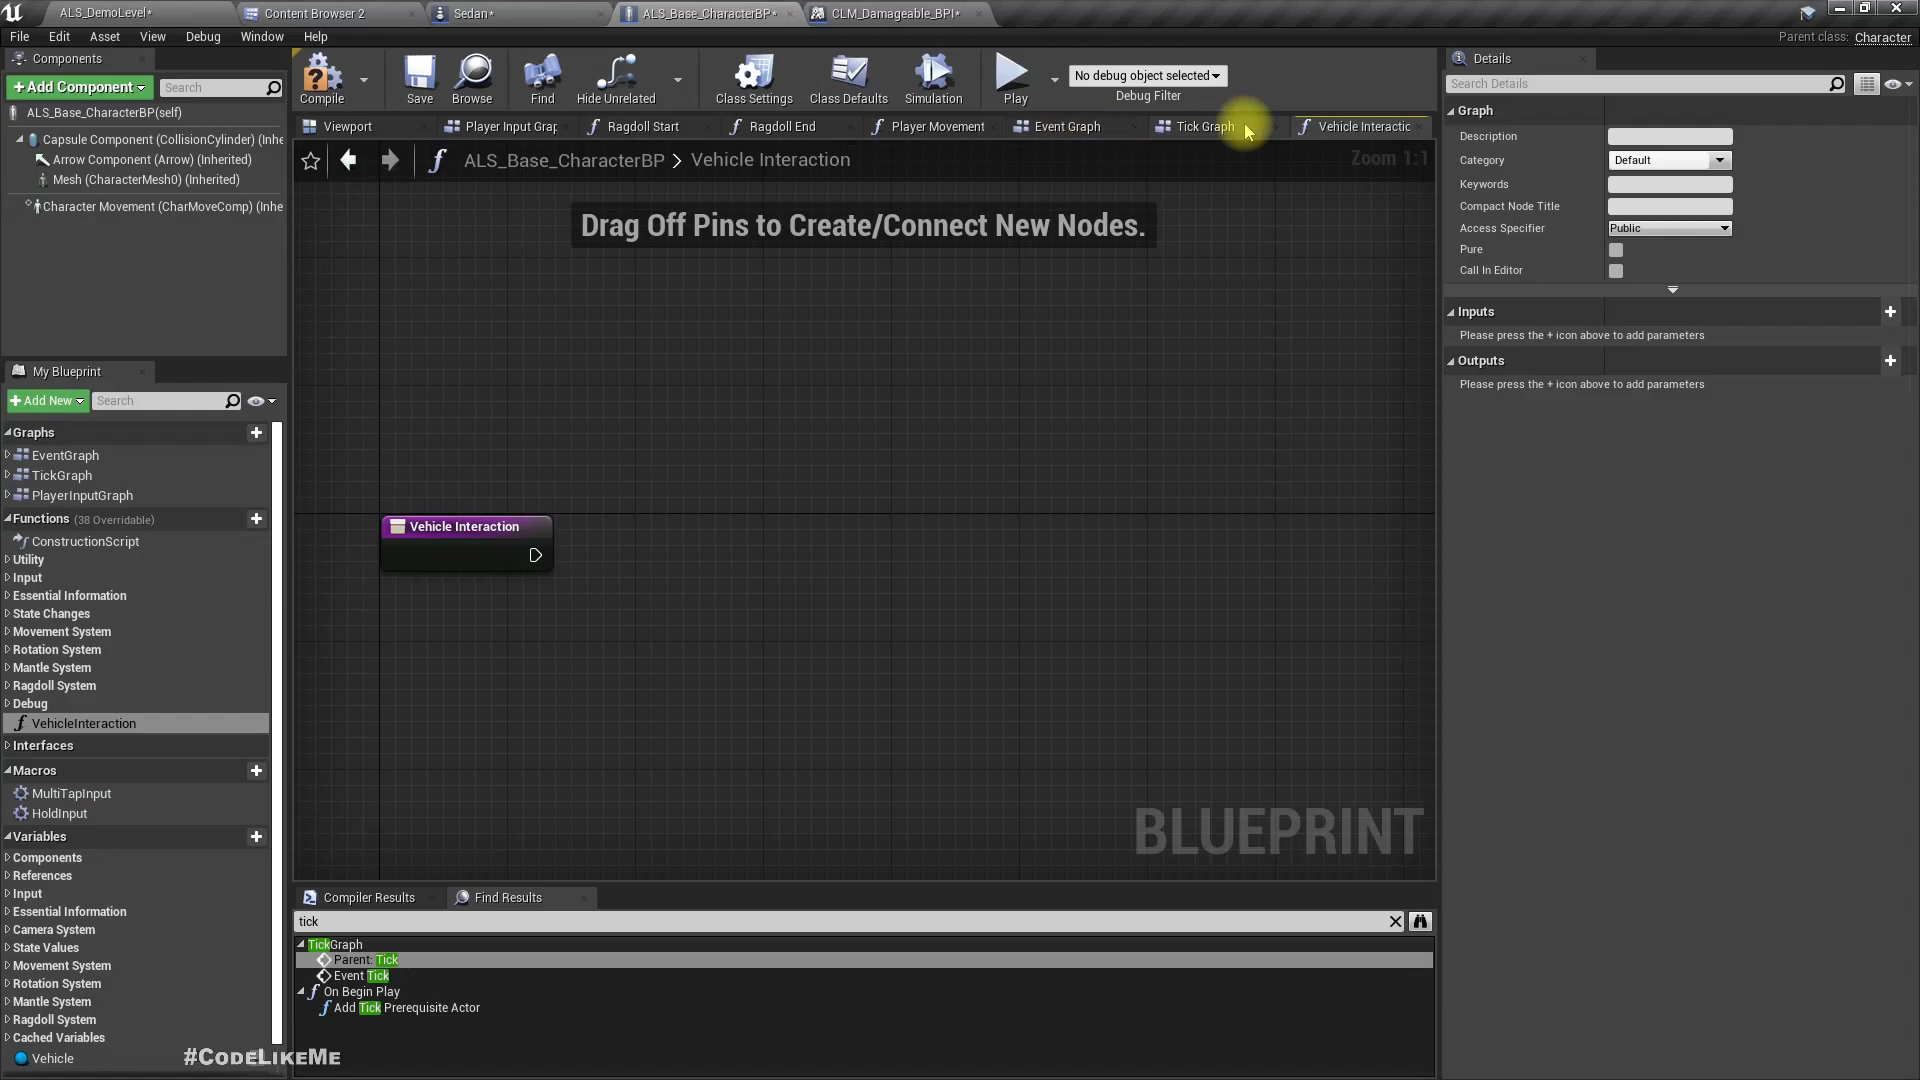 ALS_DemoLevel*
Content Browser 2
Sedan*
ALS_Base_CharacterBP*
CLM_Damageable_BPI*
File Edit Asset View Debug Window Help
Parent class: Character
Components
+Add Component
Search
ALS_Base_CharacterBP(self)
Capsule Component (CollisionCylinder) (Inhe
Arrow Component (Arrow) (Inherited)
Mesh (CharacterMesh0) (Inherited)
Character Movement (CharMoveComp) (Inhe
Compile
Save
Browse
Find
Hide Unrelated
Class Settings
Class Defaults
Simulation
Play
No debug object selected
Debug Filter
Viewport
Player Input Grap
Ragdoll Start
Ragdoll End
Player Movement
Event Graph
Tick Graph
Vehicle Interactic
ALS_Base_CharacterBP > Vehicle Interaction
Zoom 1:1
Drag Off Pins to Create/Connect New Nodes.
Vehicle Interaction
BLUEPRINT
My Blueprint
+Add New
Search
Graphs
EventGraph
TickGraph
PlayerInputGraph
Functions (38 Overridable)
ConstructionScript
Utility
Input
Essential Information
State Changes
Movement System
Rotation System
Mantle System
Ragdoll System
Debug
VehicleInteraction
Interfaces
Macros
MultiTapInput
HoldInput
Variables
Components
References
Input
Essential Information
Camera System
State Values
Movement System
Rotation System
Mantle System
Ragdoll System
Cached Variables
Vehicle
#CodeLikeMe
Compiler Results
Find Results
tick
TickGraph
Parent: Tick
Event Tick
On Begin Play
Add Tick Prerequisite Actor
Details
Search Details
Graph
Description
Category
Default
Keywords
Compact Node Title
Access Specifier
Public
Pure
Call In Editor
Inputs
Please press the + icon above to add parameters
Outputs
Please press the + icon above to add parameters